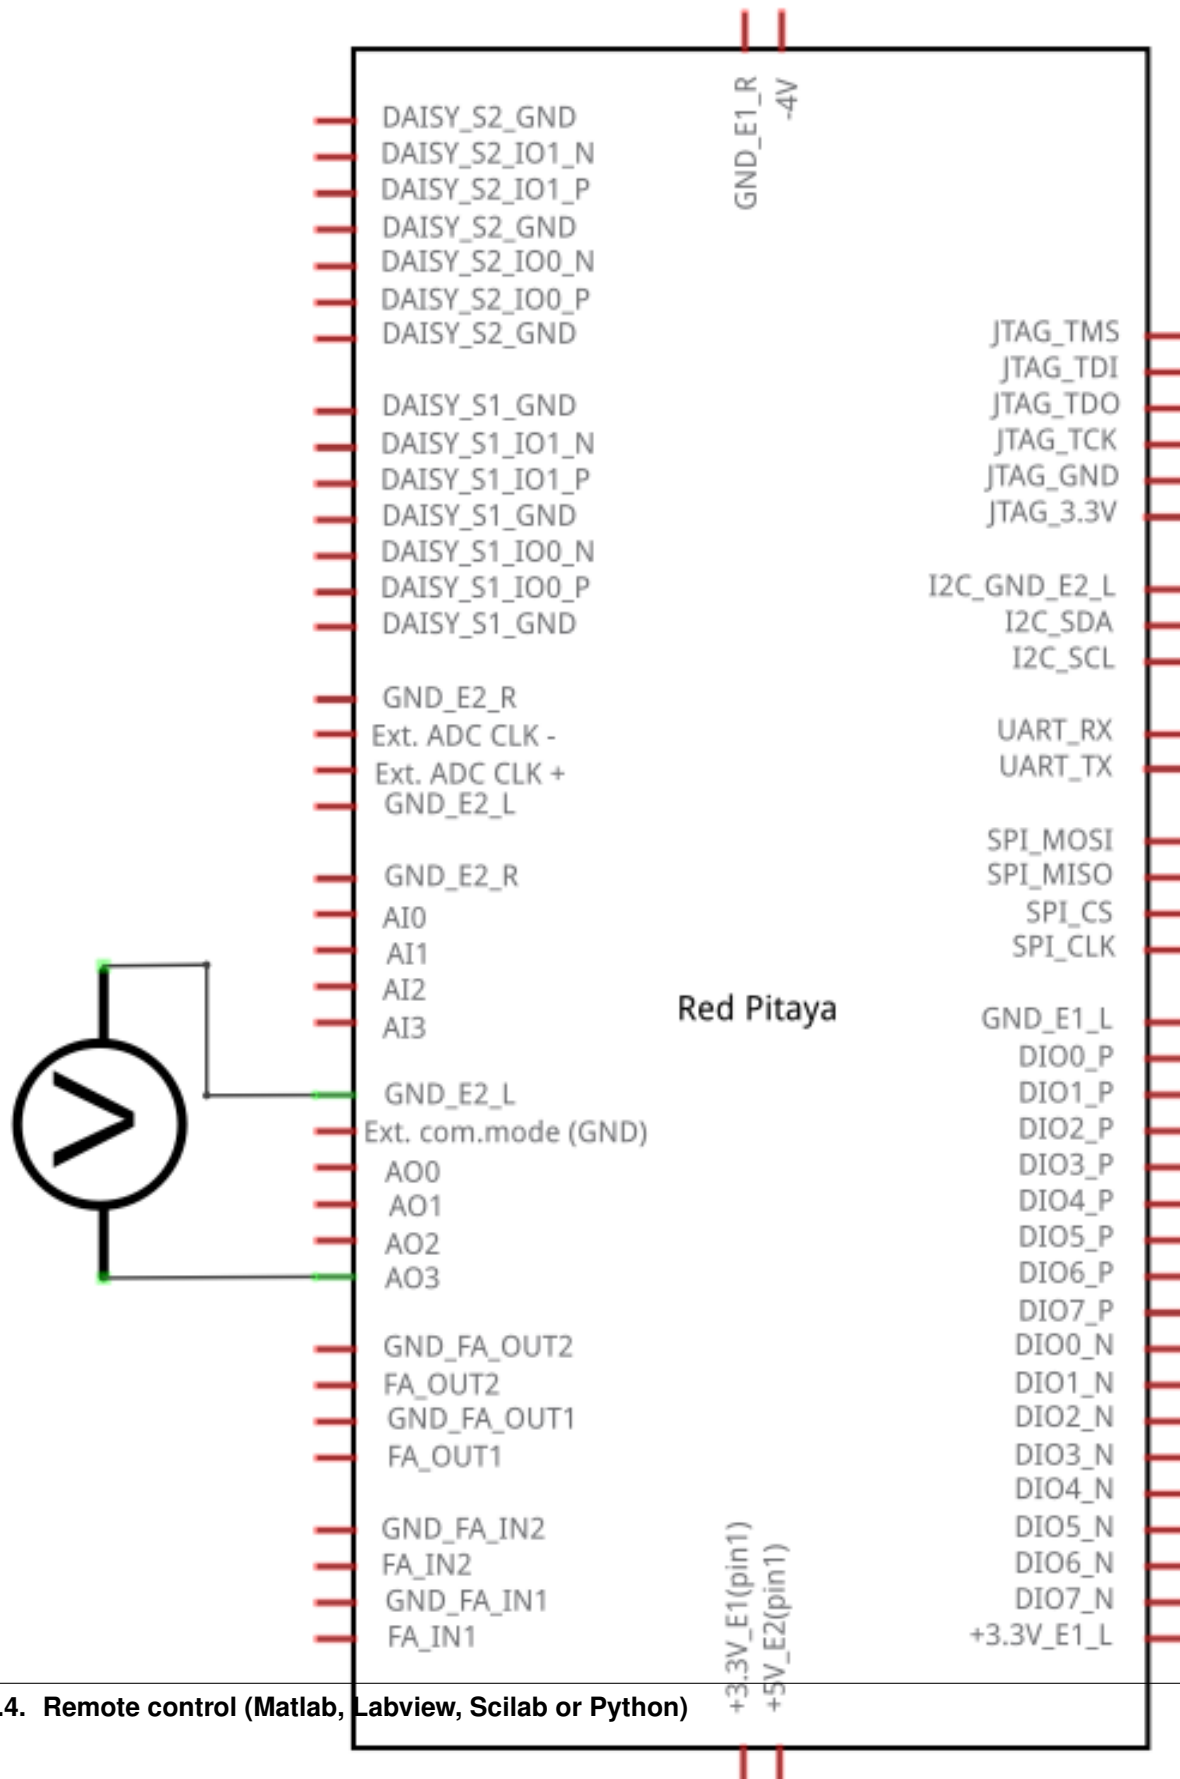 GND_E1_R
-4V
DAISY_S2_GND
DAISY_S2_IO1_N
DAISY_S2_IO1_P
DAISY_S2_GND
DAISY_S2_IO0_N
DAISY_S2_IO0_P
DAISY_S2_GND
DAISY_S1_GND
DAISY_S1_IO1_N
DAISY_S1_IO1_P
DAISY_S1_GND
DAISY_S1_IO0_N
DAISY_S1_IO0_P
DAISY_S1_GND
GND_E2_R
Ext. ADC CLK -
Ext. ADC CLK +
GND_E2_L
GND_E2_R
AI0
AI1
AI2
AI3
GND_E2_L
Ext. com.mode (GND)
AO0
AO1
AO2
AO3
GND_FA_OUT2
FA_OUT2
GND_FA_OUT1
FA_OUT1
GND_FA_IN2
FA_IN2
GND_FA_IN1
FA_IN1
V
Red Pitaya
JTAG_TMS
JTAG_TDI
JTAG_TDO
JTAG_TCK
JTAG_GND
JTAG_3.3V
I2C_GND_E2_L
I2C_SDA
I2C_SCL
UART_RX
UART_TX
SPI_MOSI
SPI_MISO
SPI_CS
SPI_CLK
GND_E1_L
DIO0_P
DIO1_P
DIO2_P
DIO3_P
DIO4_P
DIO5_P
DIO6_P
DIO7_P
DIO0_N
DIO1_N
DIO2_N
DIO3_N
DIO4_N
DIO5_N
DIO6_N
DIO7_N
+3.3V_E1_L
+3.3V_E1(pin1)
+5V_E2(pin1)
.4. Remote control (Matlab, Labview, Scilab or Python)